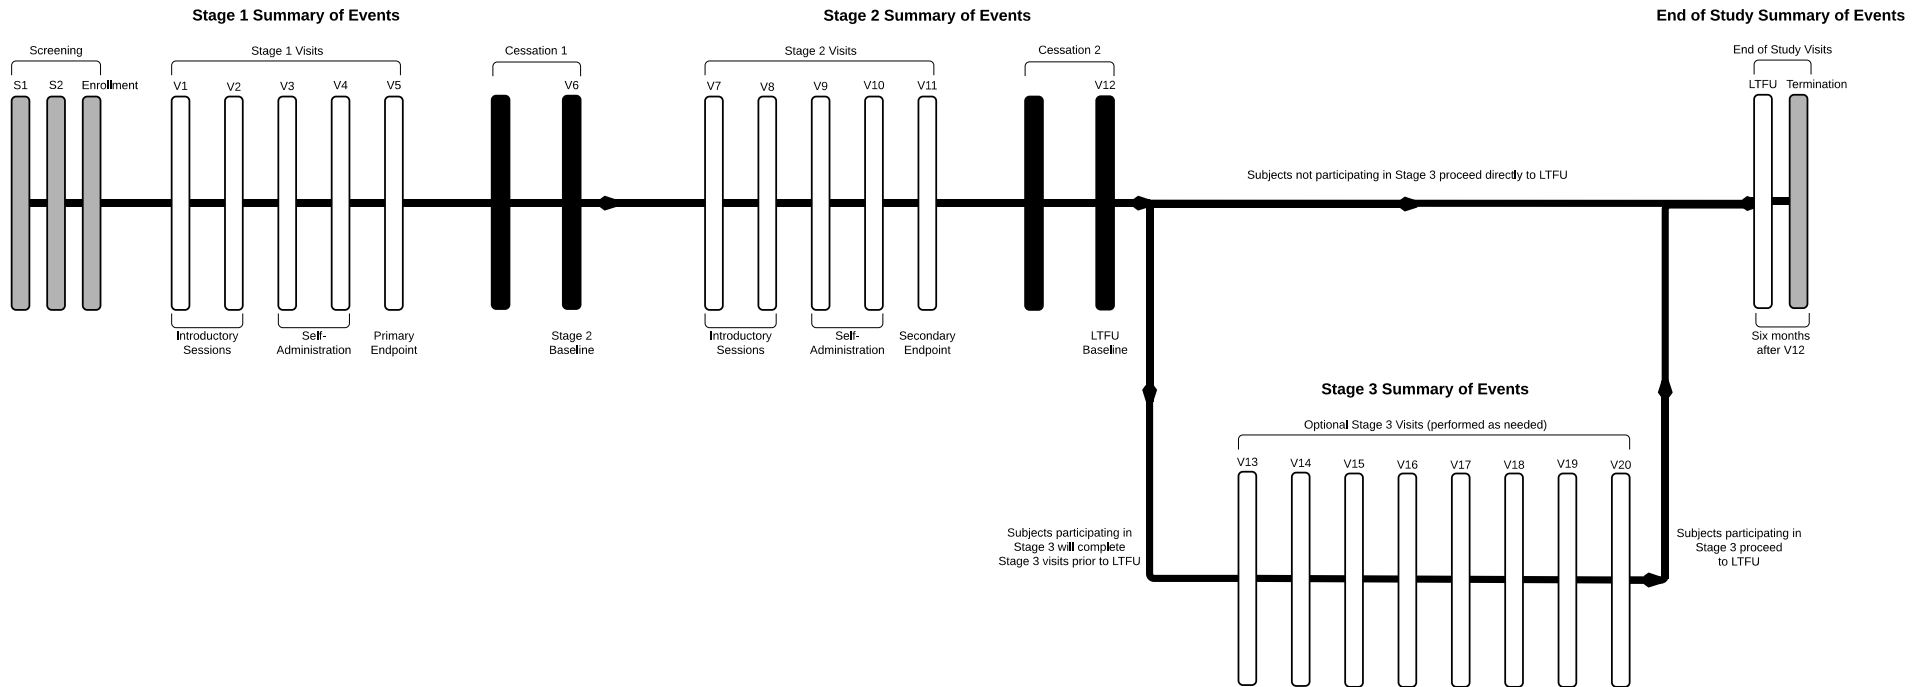 Stage 1 Summary of Events
Stage 2 Summary of Events
End of Study Summary of Events
Screening
Stage 1 Visits
Cessation 1
Stage 2 Visits
Cessation 2
End of Study Visits
S1
S2
Enrollment
V1
V2
V3
V4
V5
V6
V7
V8
V9
V10
V11
V12
LTFU
Termination
Subjects not participating in Stage 3 proceed directly to LTFU
Introductory
Sessions
Self-
Administration
Primary
Endpoint
Stage 2
Baseline
Introductory
Sessions
Self-
Administration
Secondary
Endpoint
LTFU
Baseline
Six months
after V12
Stage 3 Summary of Events
Optional Stage 3 Visits (performed as needed)
V13
V14
V15
V16
V17
V18
V19
V20
Subjects participating in
Stage 3 will complete
Stage 3 visits prior to LTFU
Subjects participating in
Stage 3 proceed
to LTFU